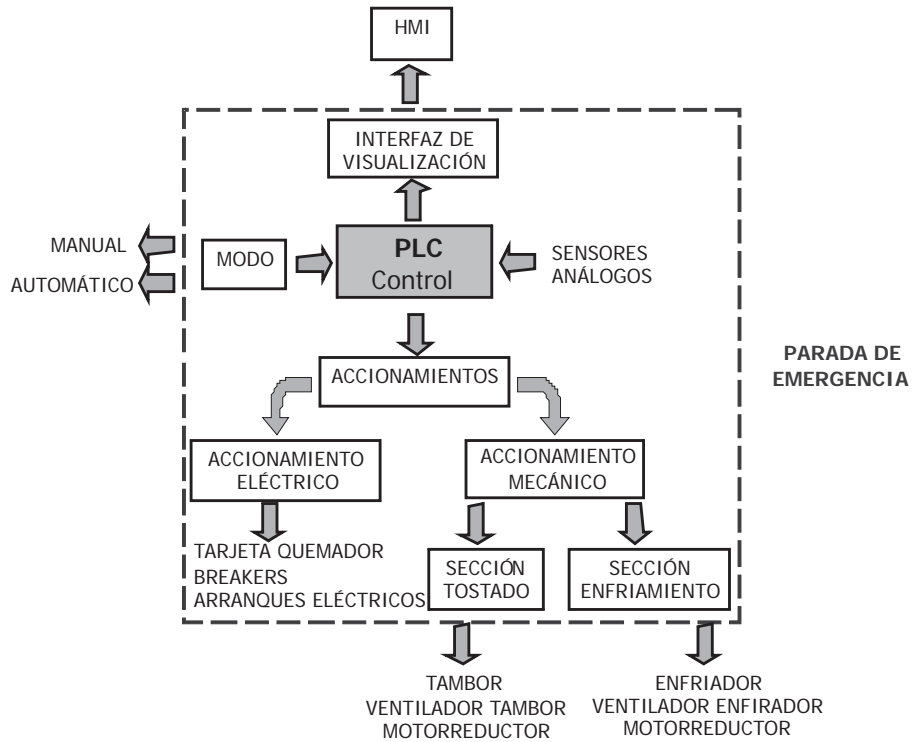 HMI
INTERFAZ DE
VISUALIZACIÓN
MANUAL
AUTOMÁTICO
MODO
PLC
Control
SENSORES
ANÁLOGOS
PARADA DE
EMERGENCIA
ACCIONAMIENTOS
ACCIONAMIENTO
ELÉCTRICO
ACCIONAMIENTO
MECÁNICO
TARJETA QUEMADOR
BREAKERS
ARRANQUES ELÉCTRICOS
SECCIÓN
TOSTADO
SECCIÓN
ENFRIAMIENTO
TAMBOR
VENTILADOR TAMBOR
MOTORREDUCTOR
ENFRIADOR
VENTILADOR ENFIRADOR
MOTORREDUCTOR